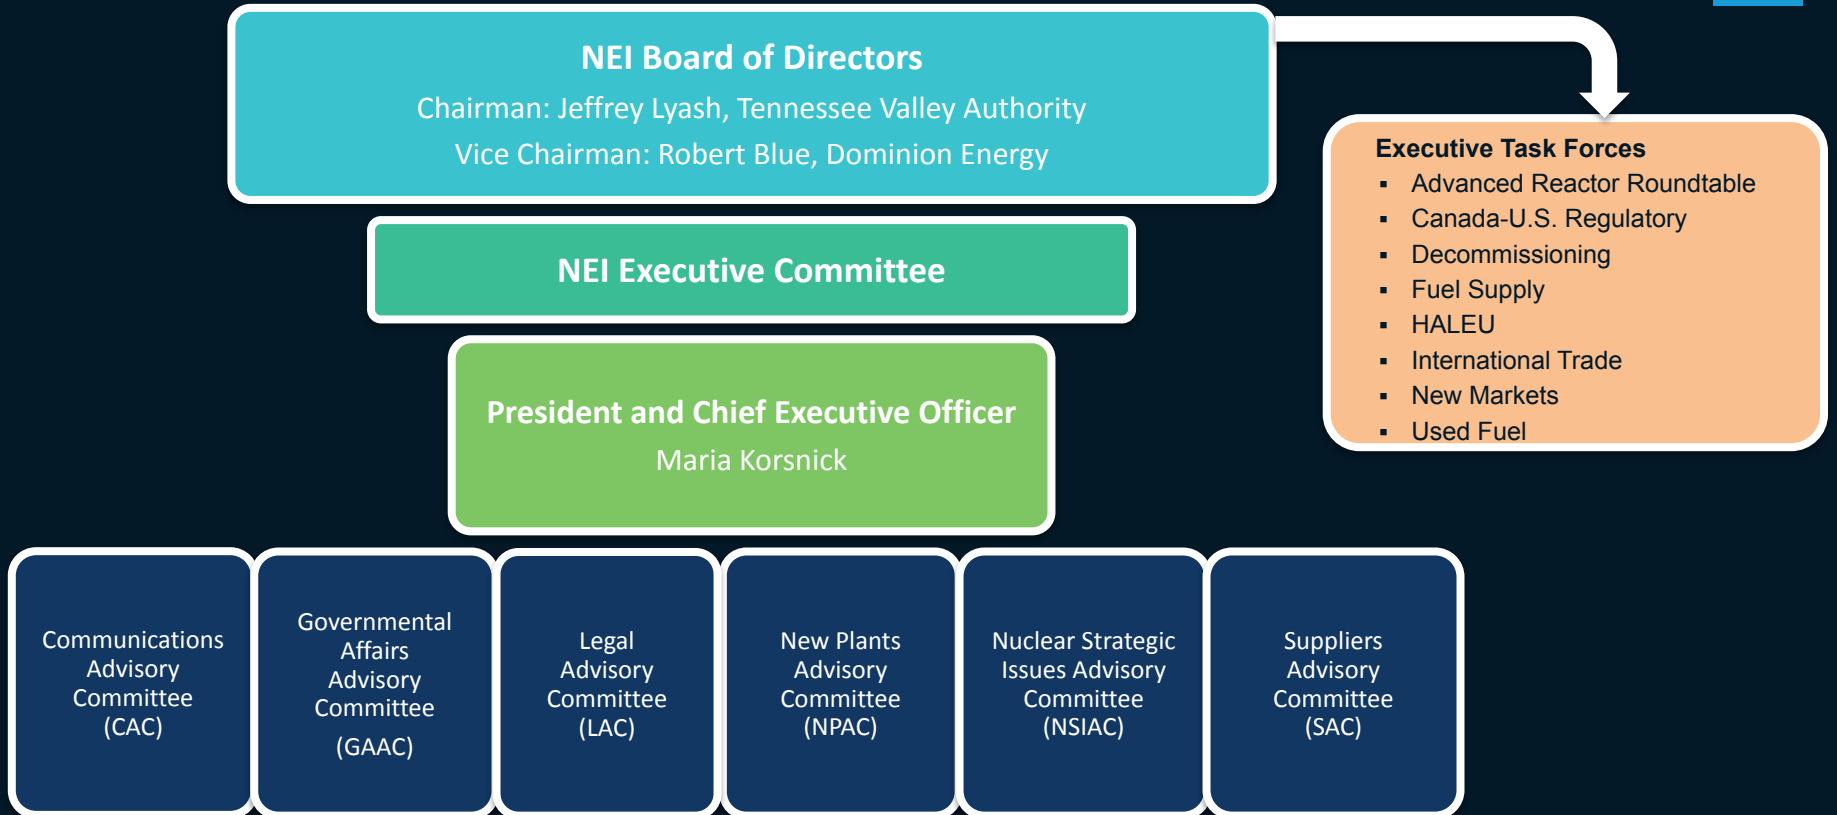 NEI Board of Directors
Chairman: Jeffrey Lyash, Tennessee Valley Authority
Vice Chairman: Robert Blue, Dominion Energy
Executive Task Forces
▪ Advanced Reactor Roundtable
▪ Canada-U.S. Regulatory
▪ Decommissioning
▪ Fuel Supply
▪ HALEU
▪ International Trade
▪ New Markets
▪ Used Fuel
NEI Executive Committee
President and Chief Executive Officer
Maria Korsnick
Communications
Advisory
Committee
(CAC)
Governmental
Affairs
Advisory
Committee
(GAAC)
Legal
Advisory
Committee
(LAC)
New Plants
Advisory
Committee
(NPAC)
Nuclear Strategic
Issues Advisory
Committee
(NSIAC)
Suppliers
Advisory
Committee
(SAC)